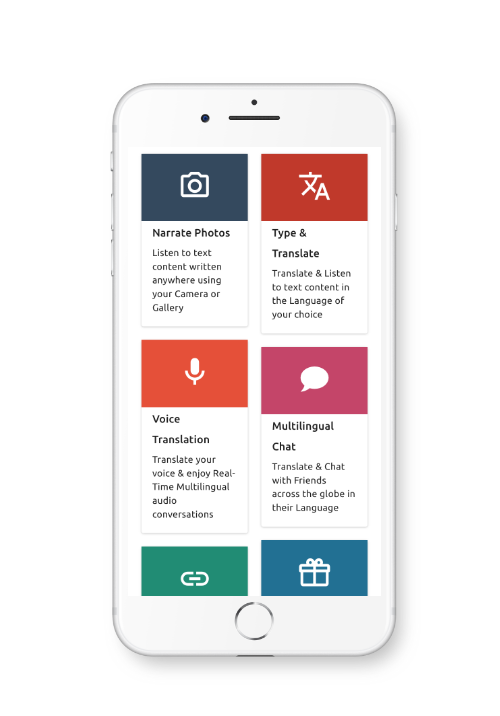 Narrate Photos
Listen to text
content written
anywhere using
your Camera or
Gallery
Type &
Translate
Translate & Listen
to text content in
the Language of
your choice
Voice
Translation
Translate your
voice & enjoy Real-
Time Multilingual
audio
conversations
Multilingual
Chat
Translate & Chat
with Friends
across the globe in
their Language